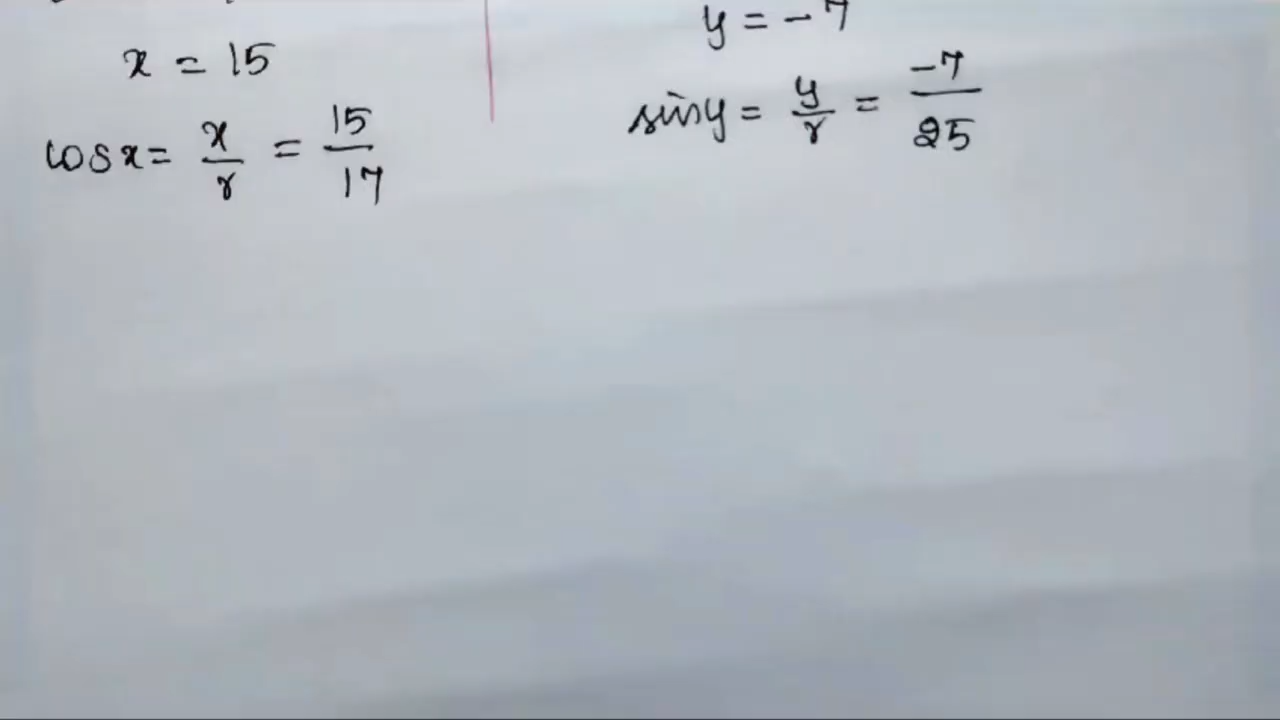 x = 15
cos x = x/r = 15/17
y = -7
sin y = y/r = -7/25